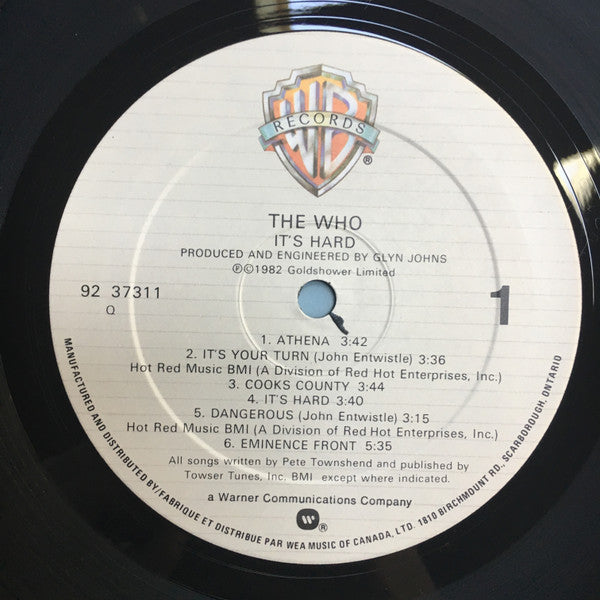 WB
RECORDS
®
THE WHO
IT'S HARD
PRODUCED AND ENGINEERED BY GLYN JOHNS
℗©1982 Goldshower Limited
92 37311
Q
1
1. ATHENA 3:42
2. IT'S YOUR TURN (John Entwistle) 3:36
Hot Red Music BMI (A Division of Red Hot Enterprises, Inc.)
3. COOKS COUNTY 3:44
4. IT'S HARD 3:40
5. DANGEROUS (John Entwistle) 3:15
Hot Red Music BMI (A Division of Red Hot Enterprises, Inc.)
6. EMINENCE FRONT 5:35
All songs written by Pete Townshend and published by
Towser Tunes, Inc. BMI except where indicated.
a Warner Communications Company
®
MANUFACTURED AND DISTRIBUTED BY/FABRIQUE ET DISTRIBUE PAR WEA MUSIC OF CANADA, LTD. 1810 BIRCHMOUNT RD., SCARBOROUGH, ONTARIO